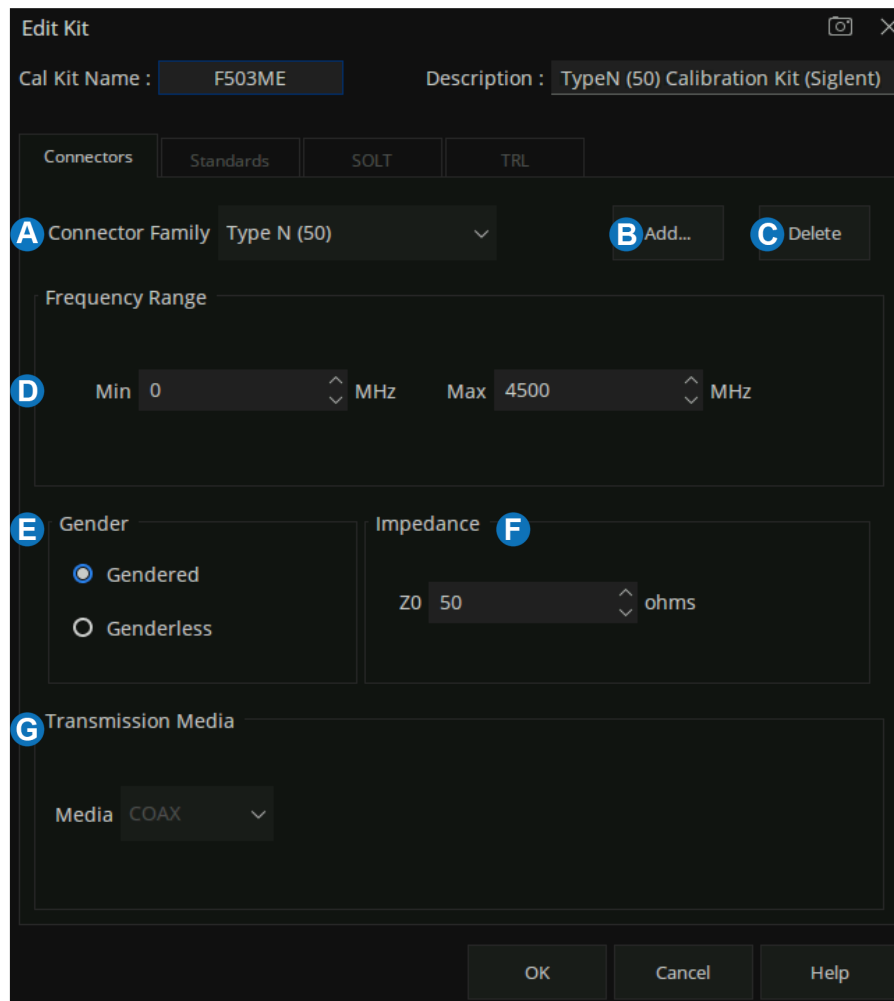 Edit Kit
Cal Kit Name : F503ME Description : TypeN (50) Calibration Kit (Siglent)
Connectors Standards SOLT TRL
A Connector Family Type N (50) B Add... C Delete
Frequency Range
D Min 0 MHz Max 4500 MHz
E Gender Impedance F
Gendered
Z0 50 ohms
Genderless
G Transmission Media
Media COAX
OK Cancel Help